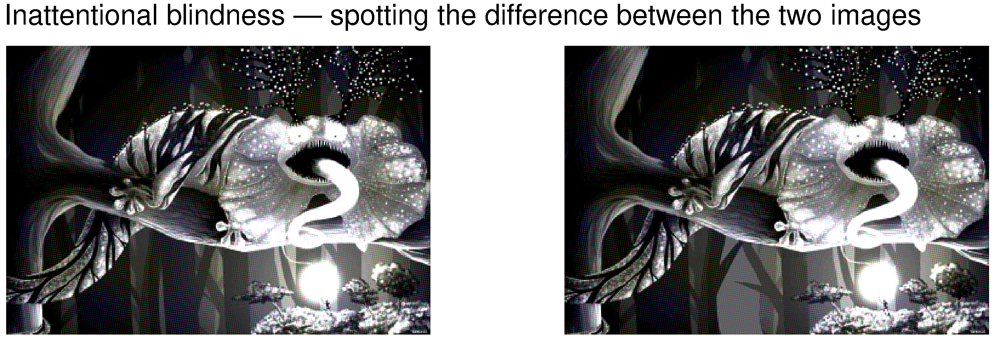 Inattentional blindness — spotting the difference between the two images